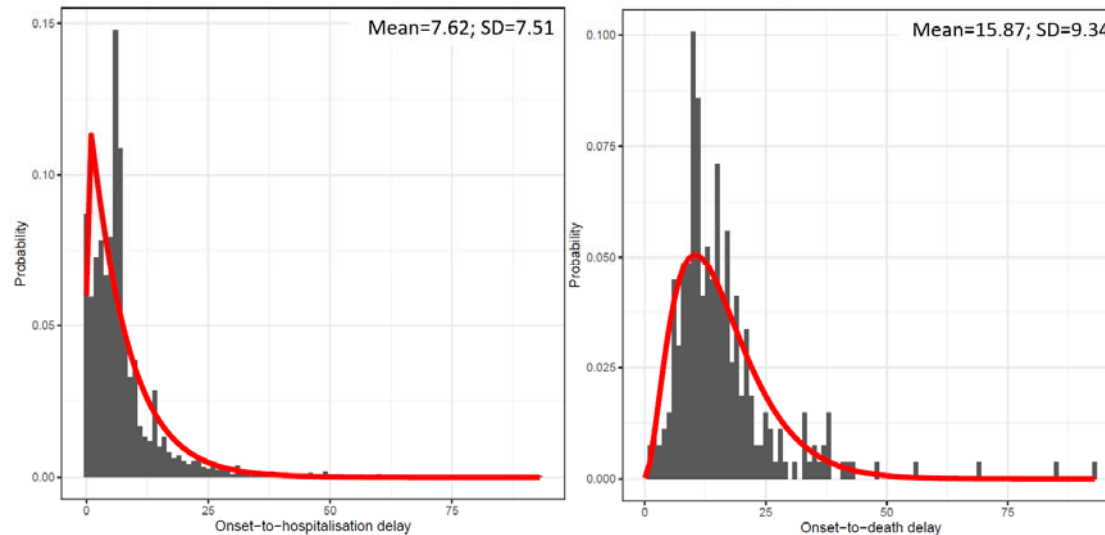 Mean=7.62; SD=7.51
0.15
0.10
0.05
0.00
Probability
0
25
50
75
Onset-to-hospitalisation delay
Mean=15.87; SD=9.34
0.100
0.075
0.050
0.025
0.000
Probability
0
25
50
75
Onset-to-death delay